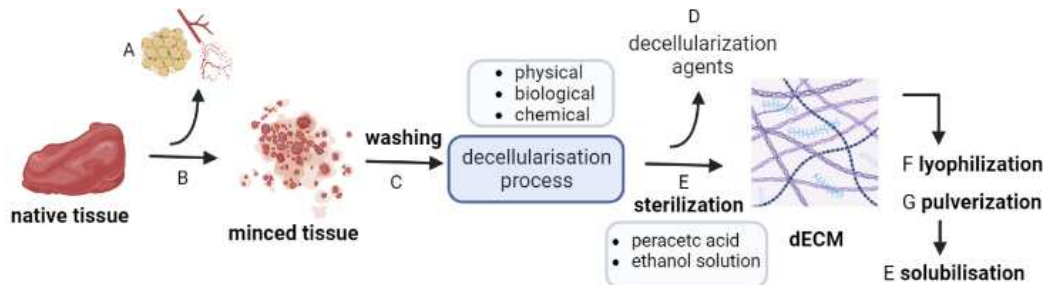 A
D
decellularization
agents
• physical
• biological
• chemical
washing
decellularisation
process
B
C
E
sterilization
native tissue
minced tissue
• peracetc acid
• ethanol solution
dECM
F lyophilization
G pulverization
E solubilisation